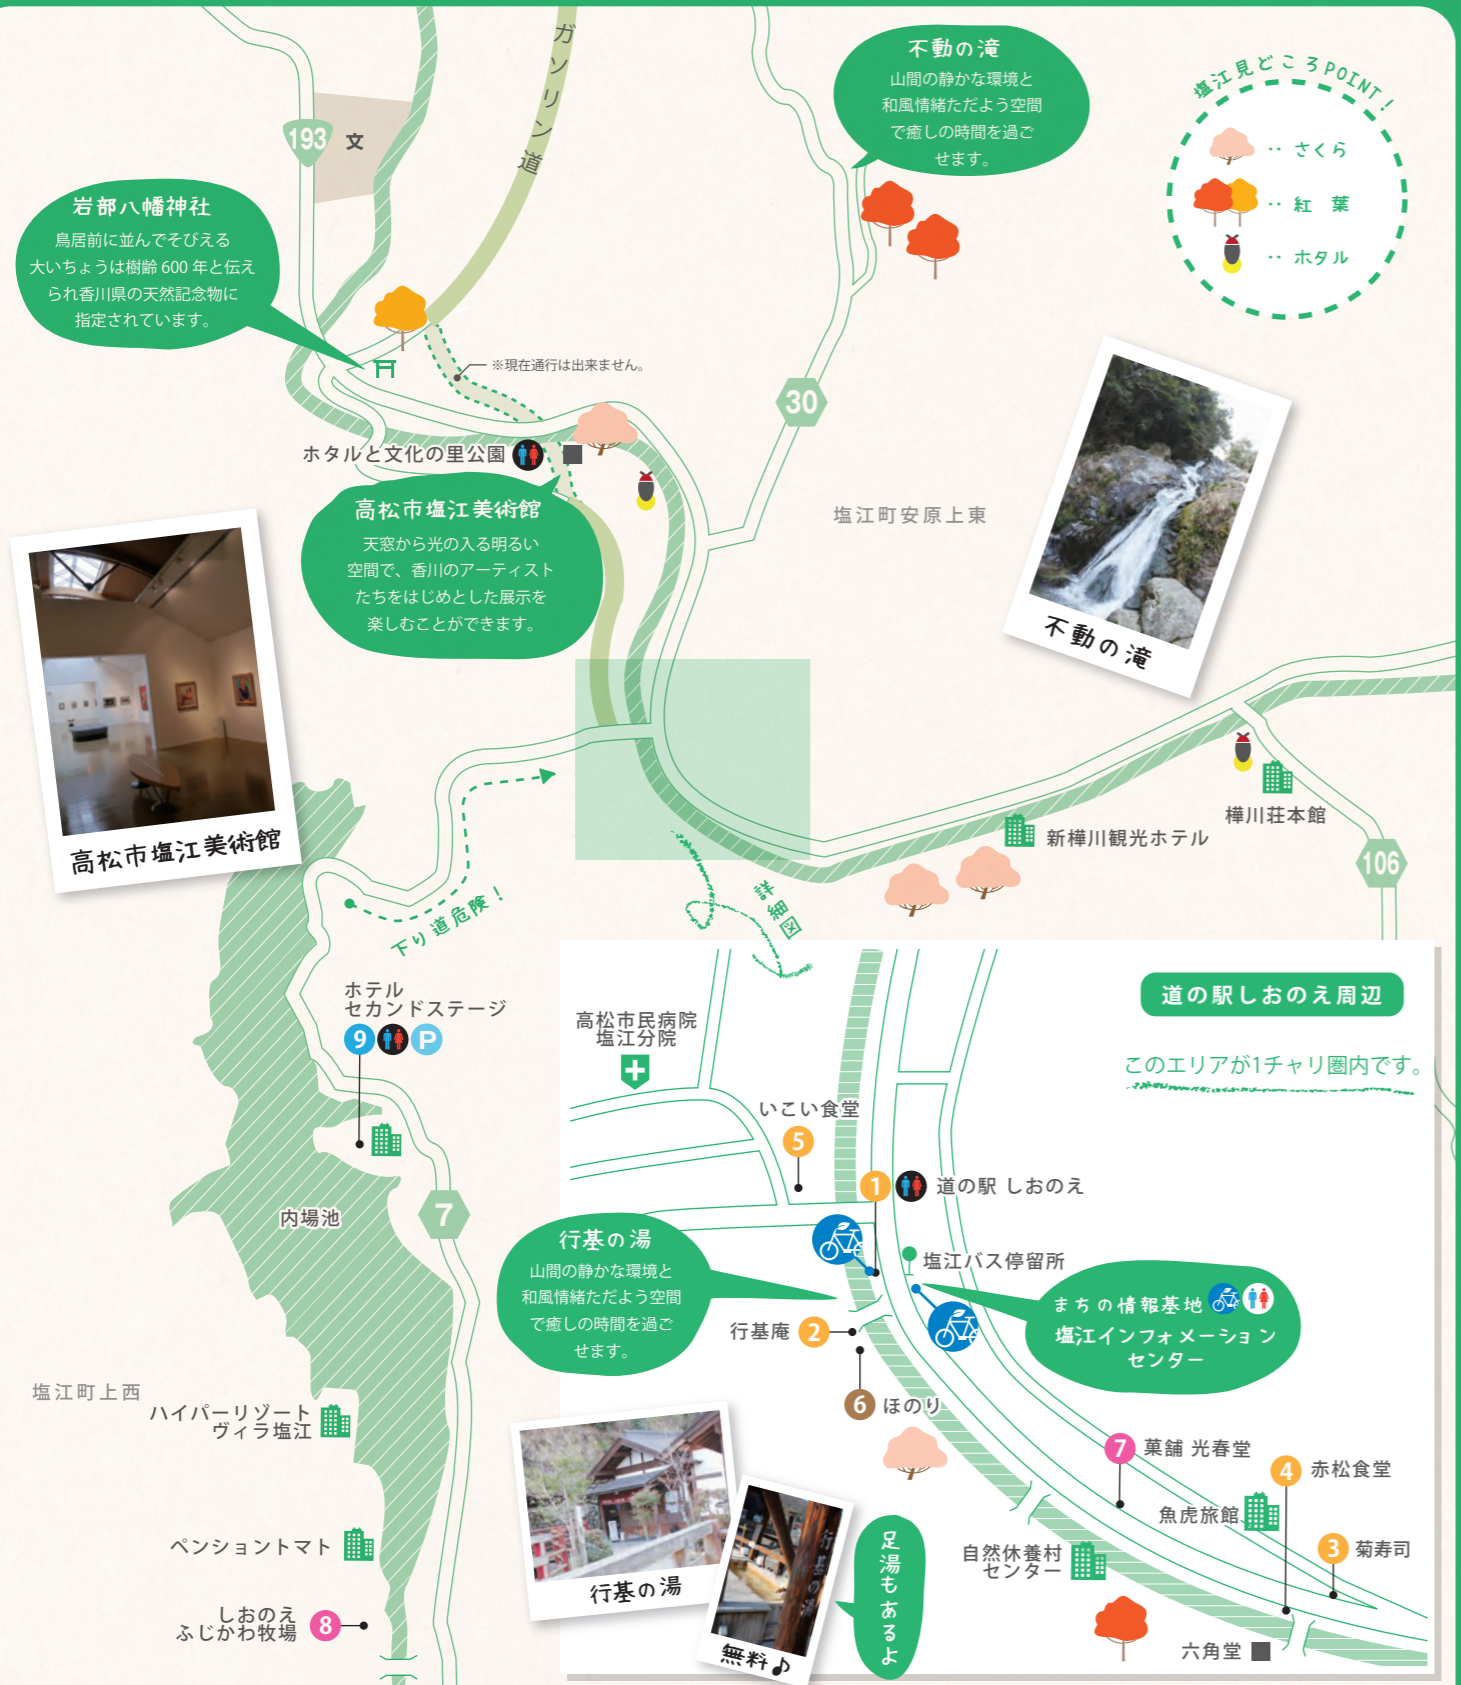 ガソリン道
193
文
不動の滝
山間の静かな環境と
和風情緒ただよう空間
で癒しの時間を過ご
せます。
塩江見どころPOINT!
‥ さくら
‥ 紅 葉
‥ ホタル
岩部八幡神社
鳥居前に並んでそびえる
大いちょうは樹齢 600 年と伝え
られ香川県の天然記念物に
指定されています。
※現在通行は出来ません。
30
ホタルと文化の里公園
高松市塩江美術館
天窓から光の入る明るい
空間で、香川のアーティスト
たちをはじめとした展示を
楽しむことができます。
塩江町安原上東
不動の滝
高松市塩江美術館
樺川荘本館
新樺川観光ホテル
106
下り道危険!
詳細図
ホテル
セカンドステージ
9
P
内場池
7
塩江町上西
ハイパーリゾート
ヴィラ塩江
ペンショントマト
しおのえ
ふじかわ牧場
8
道の駅しおのえ周辺
このエリアが1チャリ圏内です。
高松市民病院
塩江分院
いこい食堂
5
1
道の駅 しおのえ
塩江バス停留所
行基の湯
山間の静かな環境と
和風情緒ただよう空間
で癒しの時間を過ご
せます。
まちの情報基地
塩江インフォメーション
センター
行基庵
2
6
ほのり
7
菓舗 光春堂
4
赤松食堂
魚虎旅館
3
菊寿司
自然休養村
センター
六角堂
行基の湯
行基の湯
無料♪
足湯もあるよ